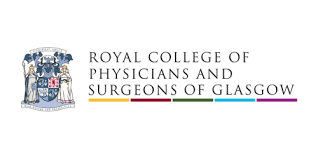 ROYAL COLLEGE OF
PHYSICIANS AND
SURGEONS OF GLASGOW